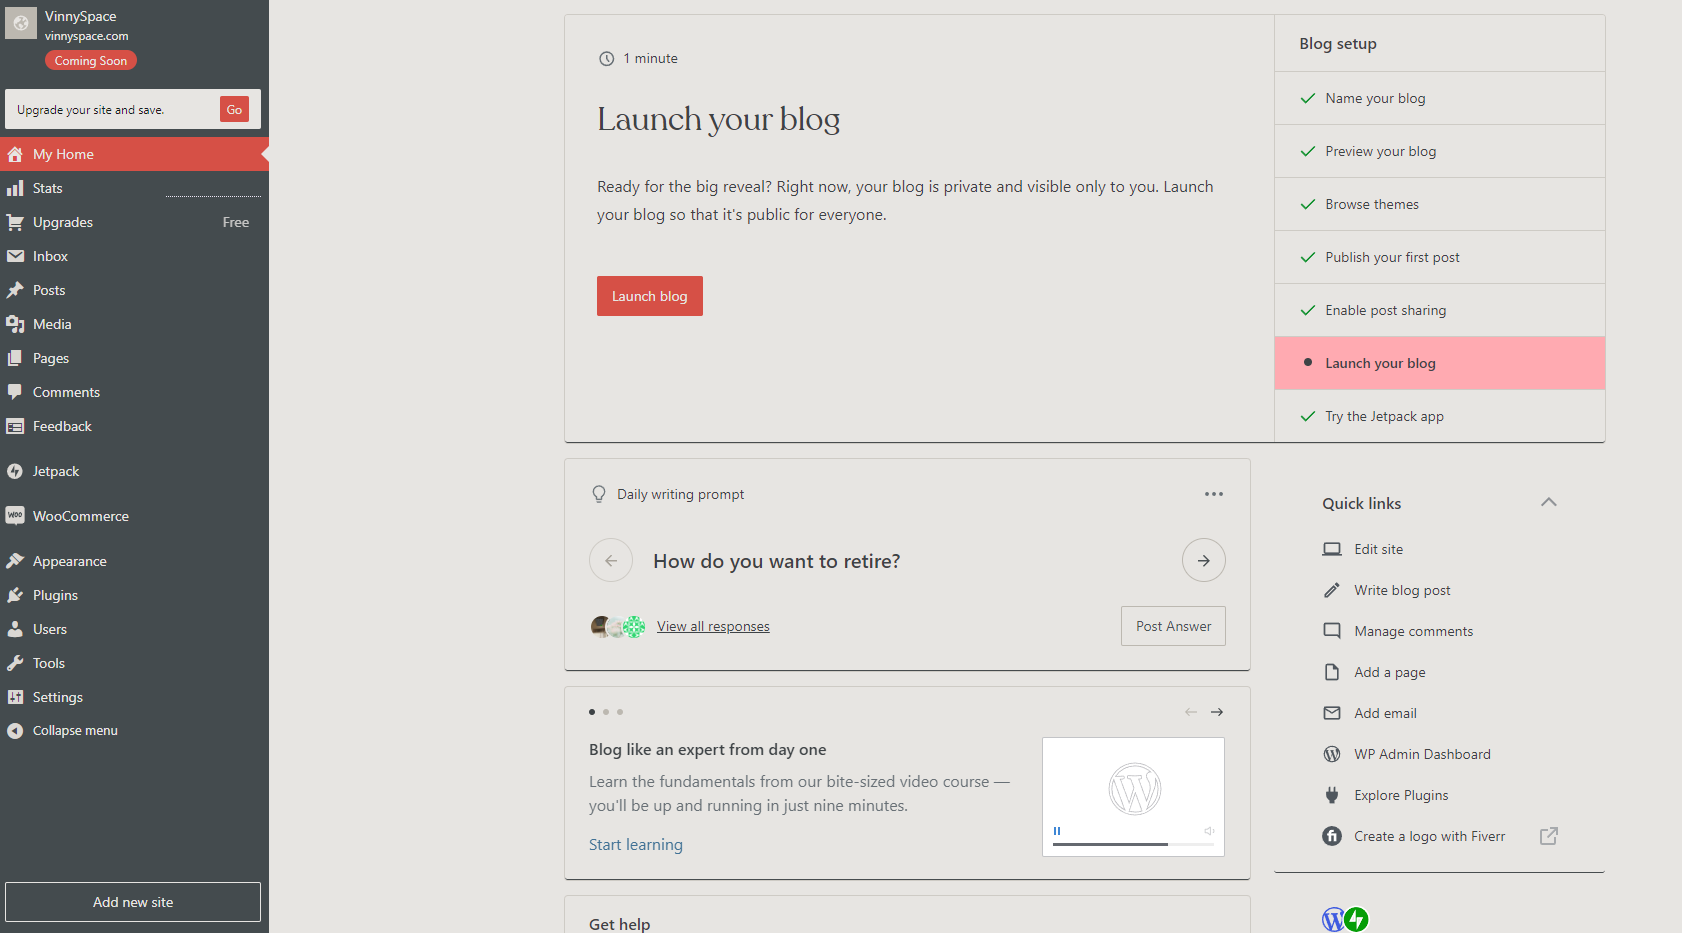 VinnySpace
vinnyspace.com
Coming Soon
Upgrade your site and save.
Go
My Home
Stats
Upgrades
Free
Inbox
Posts
Media
Pages
Comments
Feedback
Jetpack
WooCommerce
Appearance
Plugins
Users
Tools
Settings
Collapse menu
Add new site
1 minute
Launch your blog
Ready for the big reveal? Right now, your blog is private and visible only to you. Launch
your blog so that it's public for everyone.
Launch blog
Blog setup
Name your blog
Preview your blog
Browse themes
Publish your first post
Enable post sharing
Launch your blog
Try the Jetpack app
Daily writing prompt
How do you want to retire?
View all responses
Post Answer
Blog like an expert from day one
Learn the fundamentals from our bite-sized video course —
you'll be up and running in just nine minutes.
Start learning
Get help
Quick links
Edit site
Write blog post
Manage comments
Add a page
Add email
WP Admin Dashboard
Explore Plugins
Create a logo with Fiverr